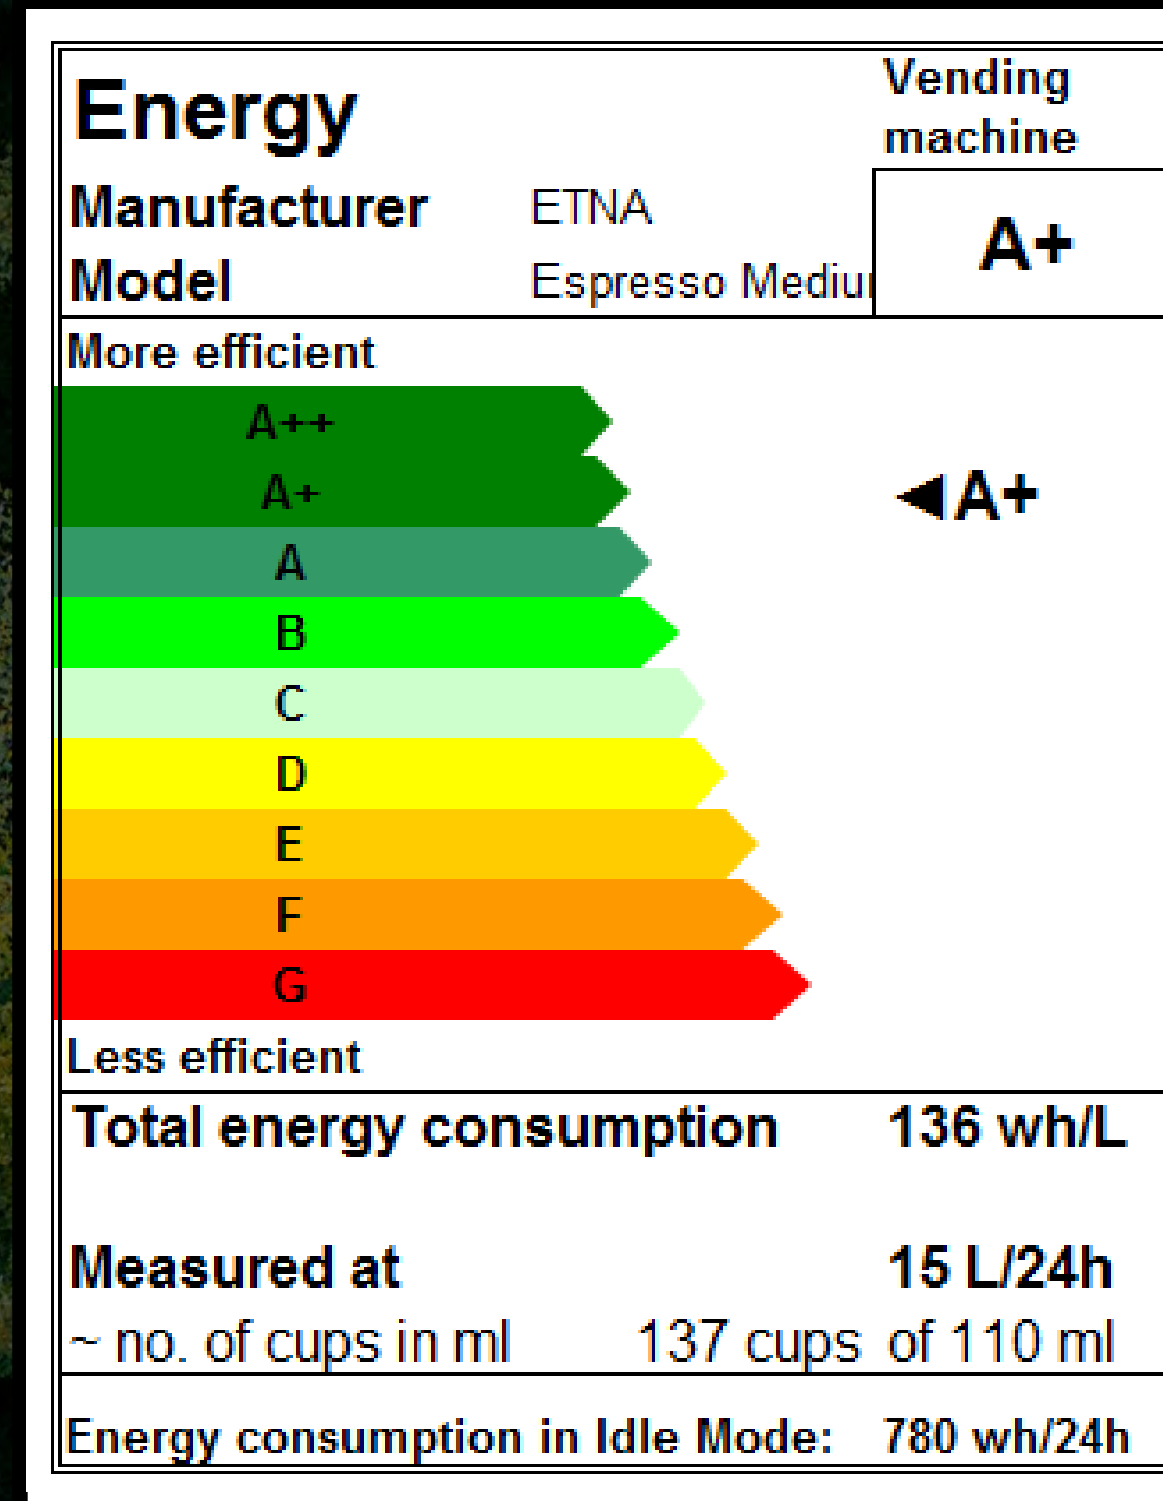 Energy
Vending
machine
Manufacturer ETNA
A+
Model Espresso
More efficient
A++
A+
◄A+
A
B
C
D
E
F
G
Less efficient
Total energy consumption 136 wh/L
Measured at 15 L/24h
~ no. of cups in ml 137 cups of 110 ml
Energy consumption in Idle Mode: 780 wh/24h